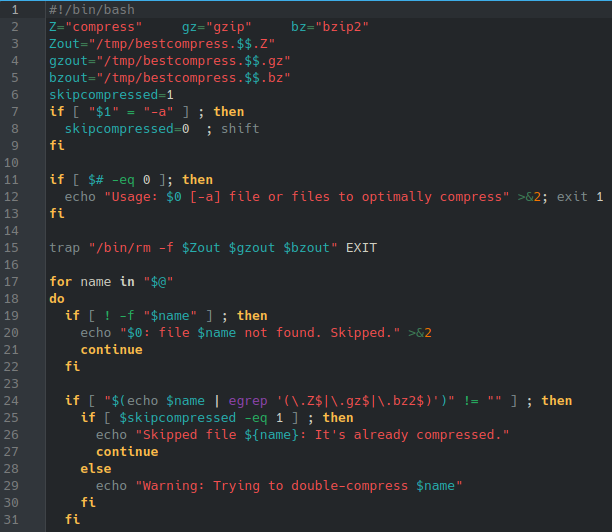 1 #!/bin/bash
2 Z="compress"     gz="gzip"     bz="bzip2"
3 Zout="/tmp/bestcompress.$$.Z"
4 gzout="/tmp/bestcompress.$$.gz"
5 bzout="/tmp/bestcompress.$$.bz"
6 skipcompressed=1
7 if [ "$1" = "-a" ] ; then
8   skipcompressed=0  ; shift
9 fi
10
11 if [ $# -eq 0 ]; then
12   echo "Usage: $0 [-a] file or files to optimally compress" >&2; exit 1
13 fi
14
15 trap "/bin/rm -f $Zout $gzout $bzout" EXIT
16
17 for name in "$@"
18 do
19   if [ ! -f "$name" ] ; then
20     echo "$0: file $name not found. Skipped." >&2
21     continue
22   fi
23
24   if [ "$(echo $name | egrep '(\.Z$|\.gz$|\.bz2$)')" != "" ] ; then
25     if [ $skipcompressed -eq 1 ] ; then
26       echo "Skipped file ${name}: It's already compressed."
27       continue
28     else
29       echo "Warning: Trying to double-compress $name"
30     fi
31   fi